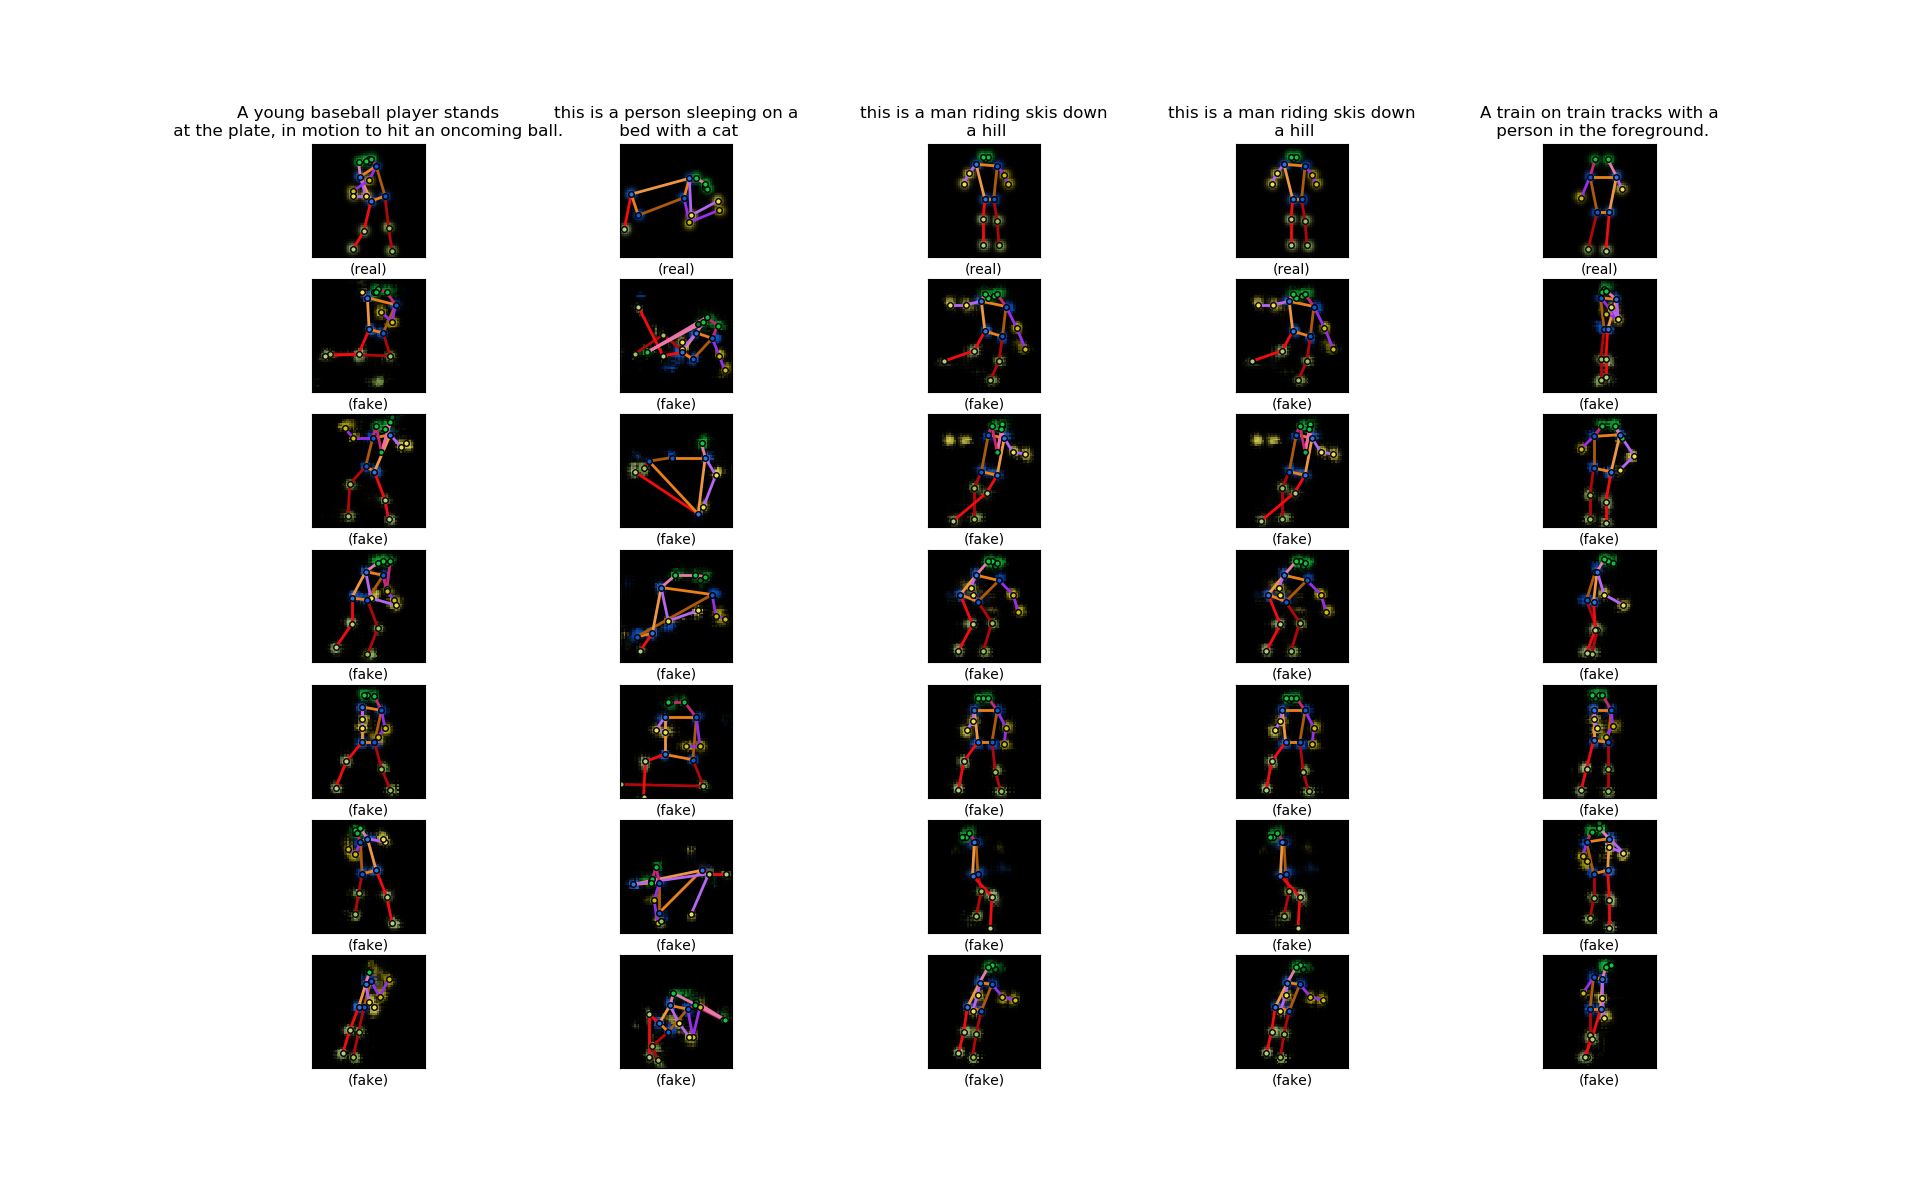 A young baseball player stands
at the plate, in motion to hit an oncoming ball.
this is a person sleeping on a
bed with a cat
this is a man riding skis down
a hill
this is a man riding skis down
a hill
A train on train tracks with a
person in the foreground.
(real) (real) (real) (real) (real)
(fake) (fake) (fake) (fake) (fake)
(fake) (fake) (fake) (fake) (fake)
(fake) (fake) (fake) (fake) (fake)
(fake) (fake) (fake) (fake) (fake)
(fake) (fake) (fake) (fake) (fake)
(fake) (fake) (fake) (fake) (fake)